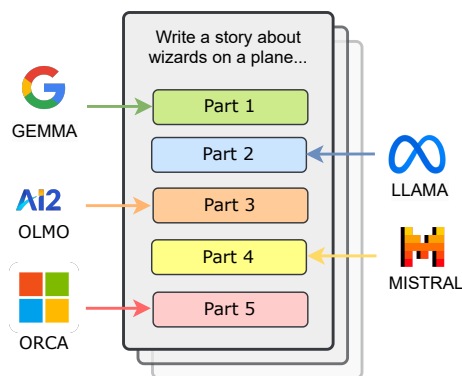 Write a story about
wizards on a plane...
GEMMA
Part 1
Part 2
LLAMA
Ai2
OLMO
Part 3
Part 4
MISTRAL
ORCA
Part 5